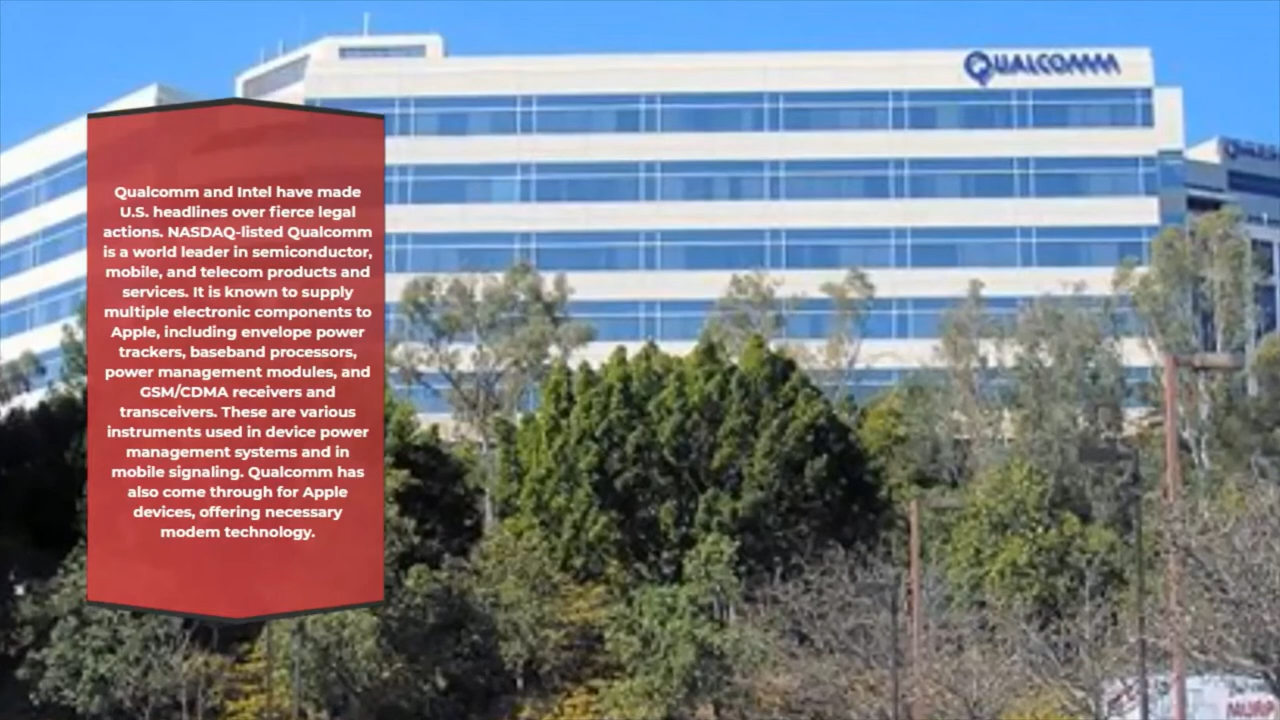 QUALCOMM
Qualcomm and Intel have made
U.S. headlines over fierce legal
actions. NASDAQ-listed Qualcomm
is a world leader in semiconductor,
mobile, and telecom products and
services. It is known to supply
multiple electronic components to
Apple, including envelope power
trackers, baseband processors,
power management modules, and
GSM/CDMA receivers and
transceivers. These are various
instruments used in device power
management systems and in
mobile signaling. Qualcomm has
also come through for Apple
devices, offering necessary
modem technology.